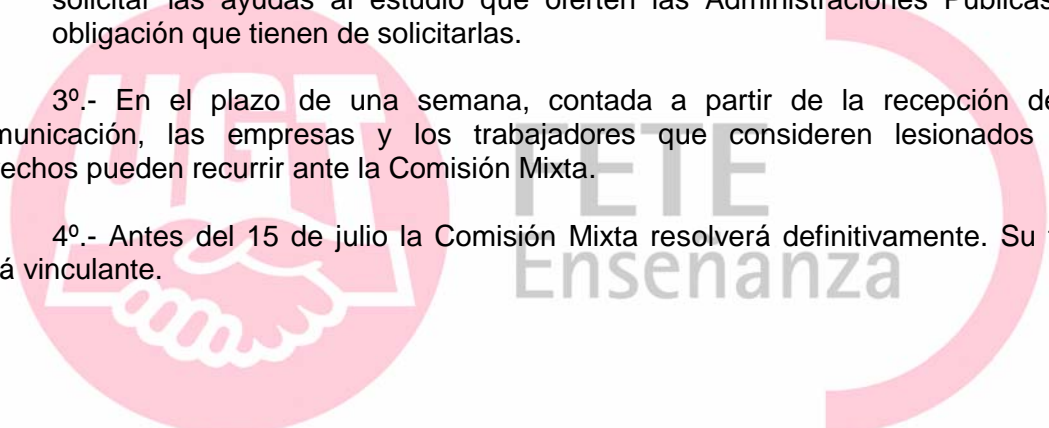 solicitar las ayudas al estudio que oferten las Administraciones Públicas
obligación que tienen de solicitarlas.
3º.- En el plazo de una semana, contada a partir de la recepción de
municación, las empresas y los trabajadores que consideren lesionados
echos pueden recurrir ante la Comisión Mixta.
4º.- Antes del 15 de julio la Comisión Mixta resolverá definitivamente. Su
á vinculante.
UGT
FETE
Enseñanza